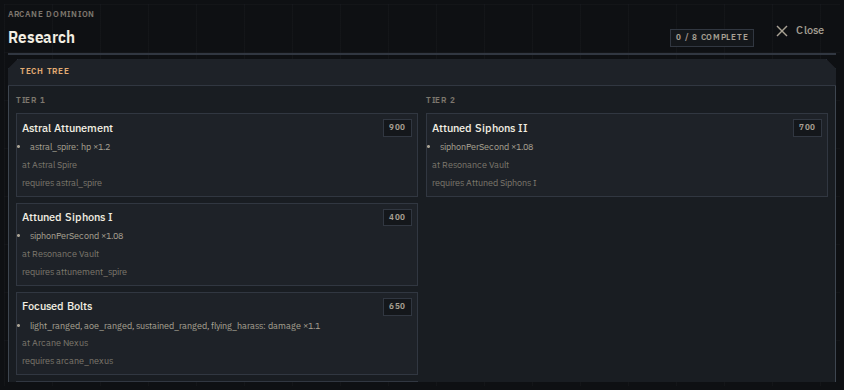 ARCANE DOMINION
Research
0 / 8 COMPLETE
Close
TECH TREE
TIER 1
Astral Attunement
900
astral_spire: hp ×1.2
at Astral Spire
requires astral_spire
Attuned Siphons I
400
siphonPerSecond ×1.08
at Resonance Vault
requires attunement_spire
Focused Bolts
650
light_ranged, aoe_ranged, sustained_ranged, flying_harass: damage ×1.1
at Arcane Nexus
requires arcane_nexus
TIER 2
Attuned Siphons II
700
siphonPerSecond ×1.08
at Resonance Vault
requires Attuned Siphons I